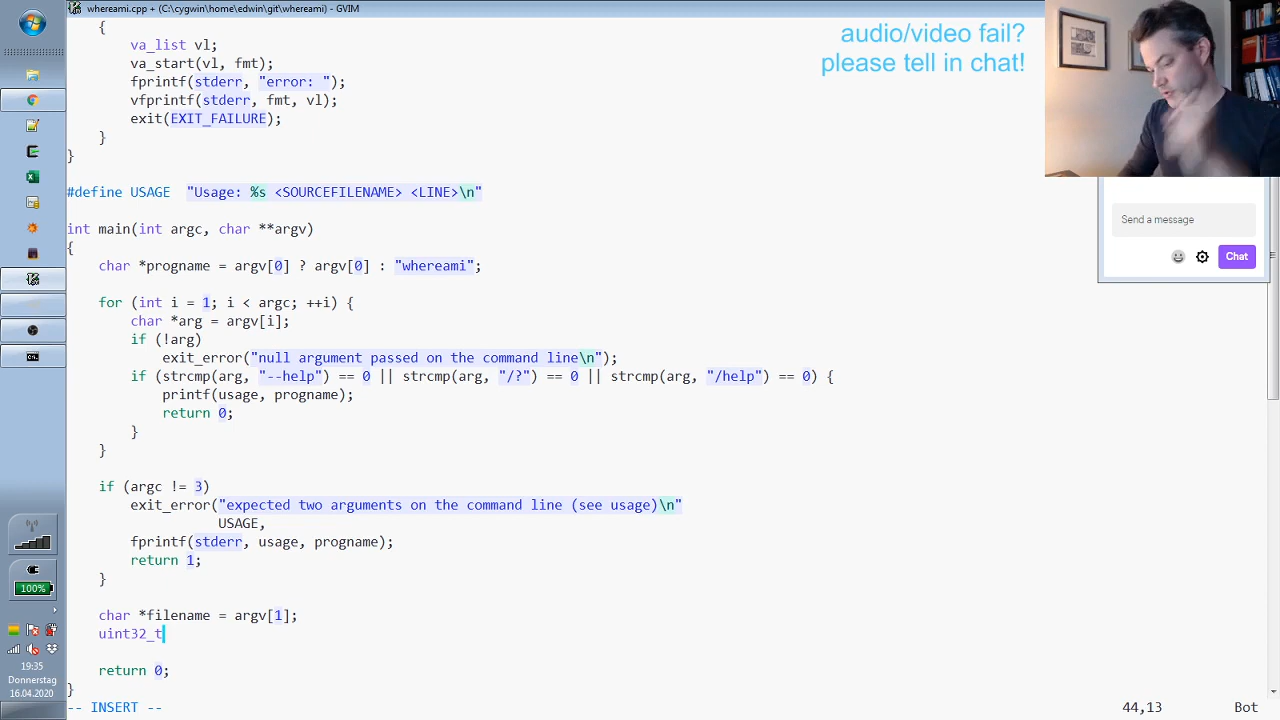 whereami.cpp + (C:\cygwin\home\edwin\git\whereami) - GVIM
audio/video fail?
please tell in chat!
{
va_list vl;
va_start(vl, fmt);
fprintf(stderr, "error: ");
vfprintf(stderr, fmt, vl);
exit(EXIT_FAILURE);
}
}
#define USAGE  "Usage: %s <SOURCEFILENAME> <LINE>\n"
int main(int argc, char **argv)
{
char *progname = argv[0] ? argv[0] : "whereami";
for (int i = 1; i < argc; ++i) {
char *arg = argv[i];
if (!arg)
exit_error("null argument passed on the command line\n");
if (strcmp(arg, "--help") == 0 || strcmp(arg, "/?") == 0 || strcmp(arg, "/help") == 0) {
printf(usage, progname);
return 0;
}
}
if (argc != 3)
exit_error("expected two arguments on the command line (see usage)\n"
USAGE,
fprintf(stderr, usage, progname);
return 1;
}
char *filename = argv[1];
uint32_t
return 0;
}
-- INSERT --
44,13
Bot
Send a message
Chat
100%
19:35
Donnerstag
16.04.2020